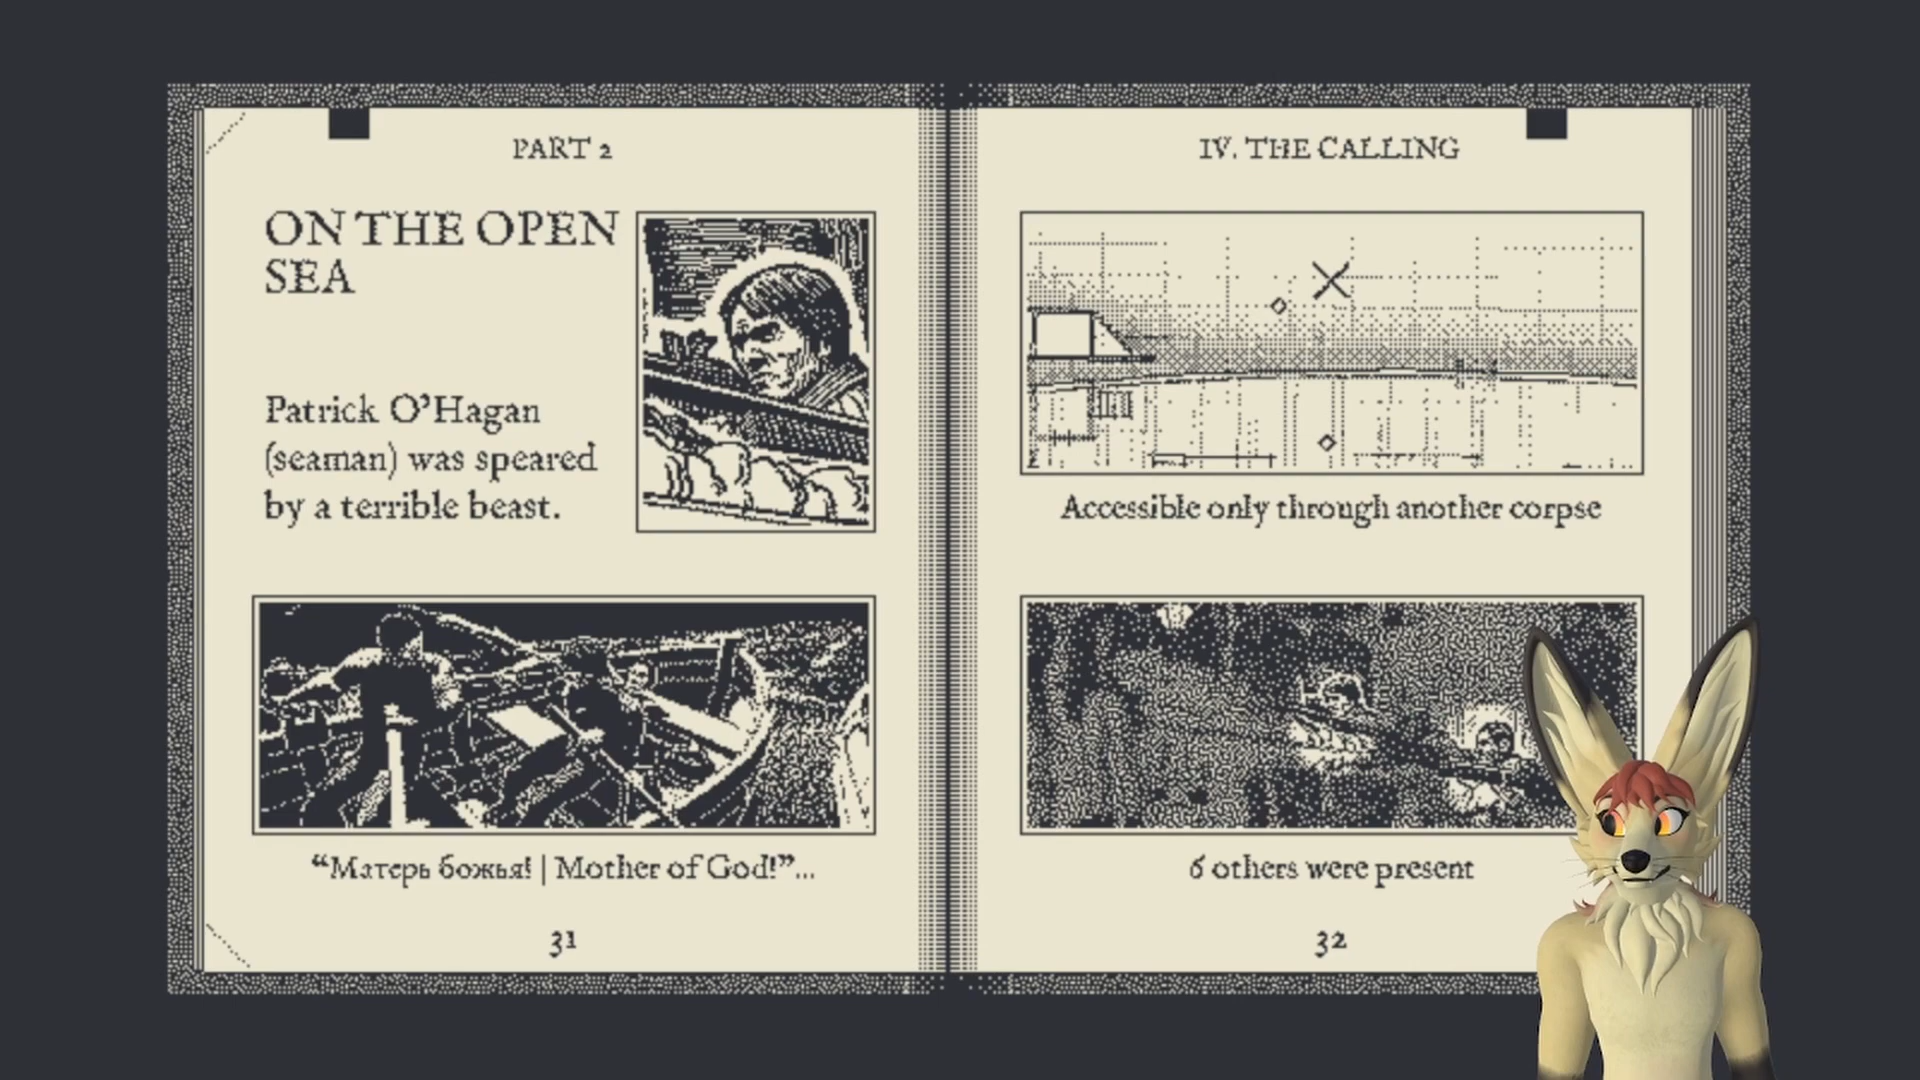 PART 2
ON THE OPEN
SEA
Patrick O'Hagan
(seaman) was speared
by a terrible beast.
“Матерь божья! | Mother of God!”...
31
IV. THE CALLING
Accessible only through another corpse
6 others were present
32